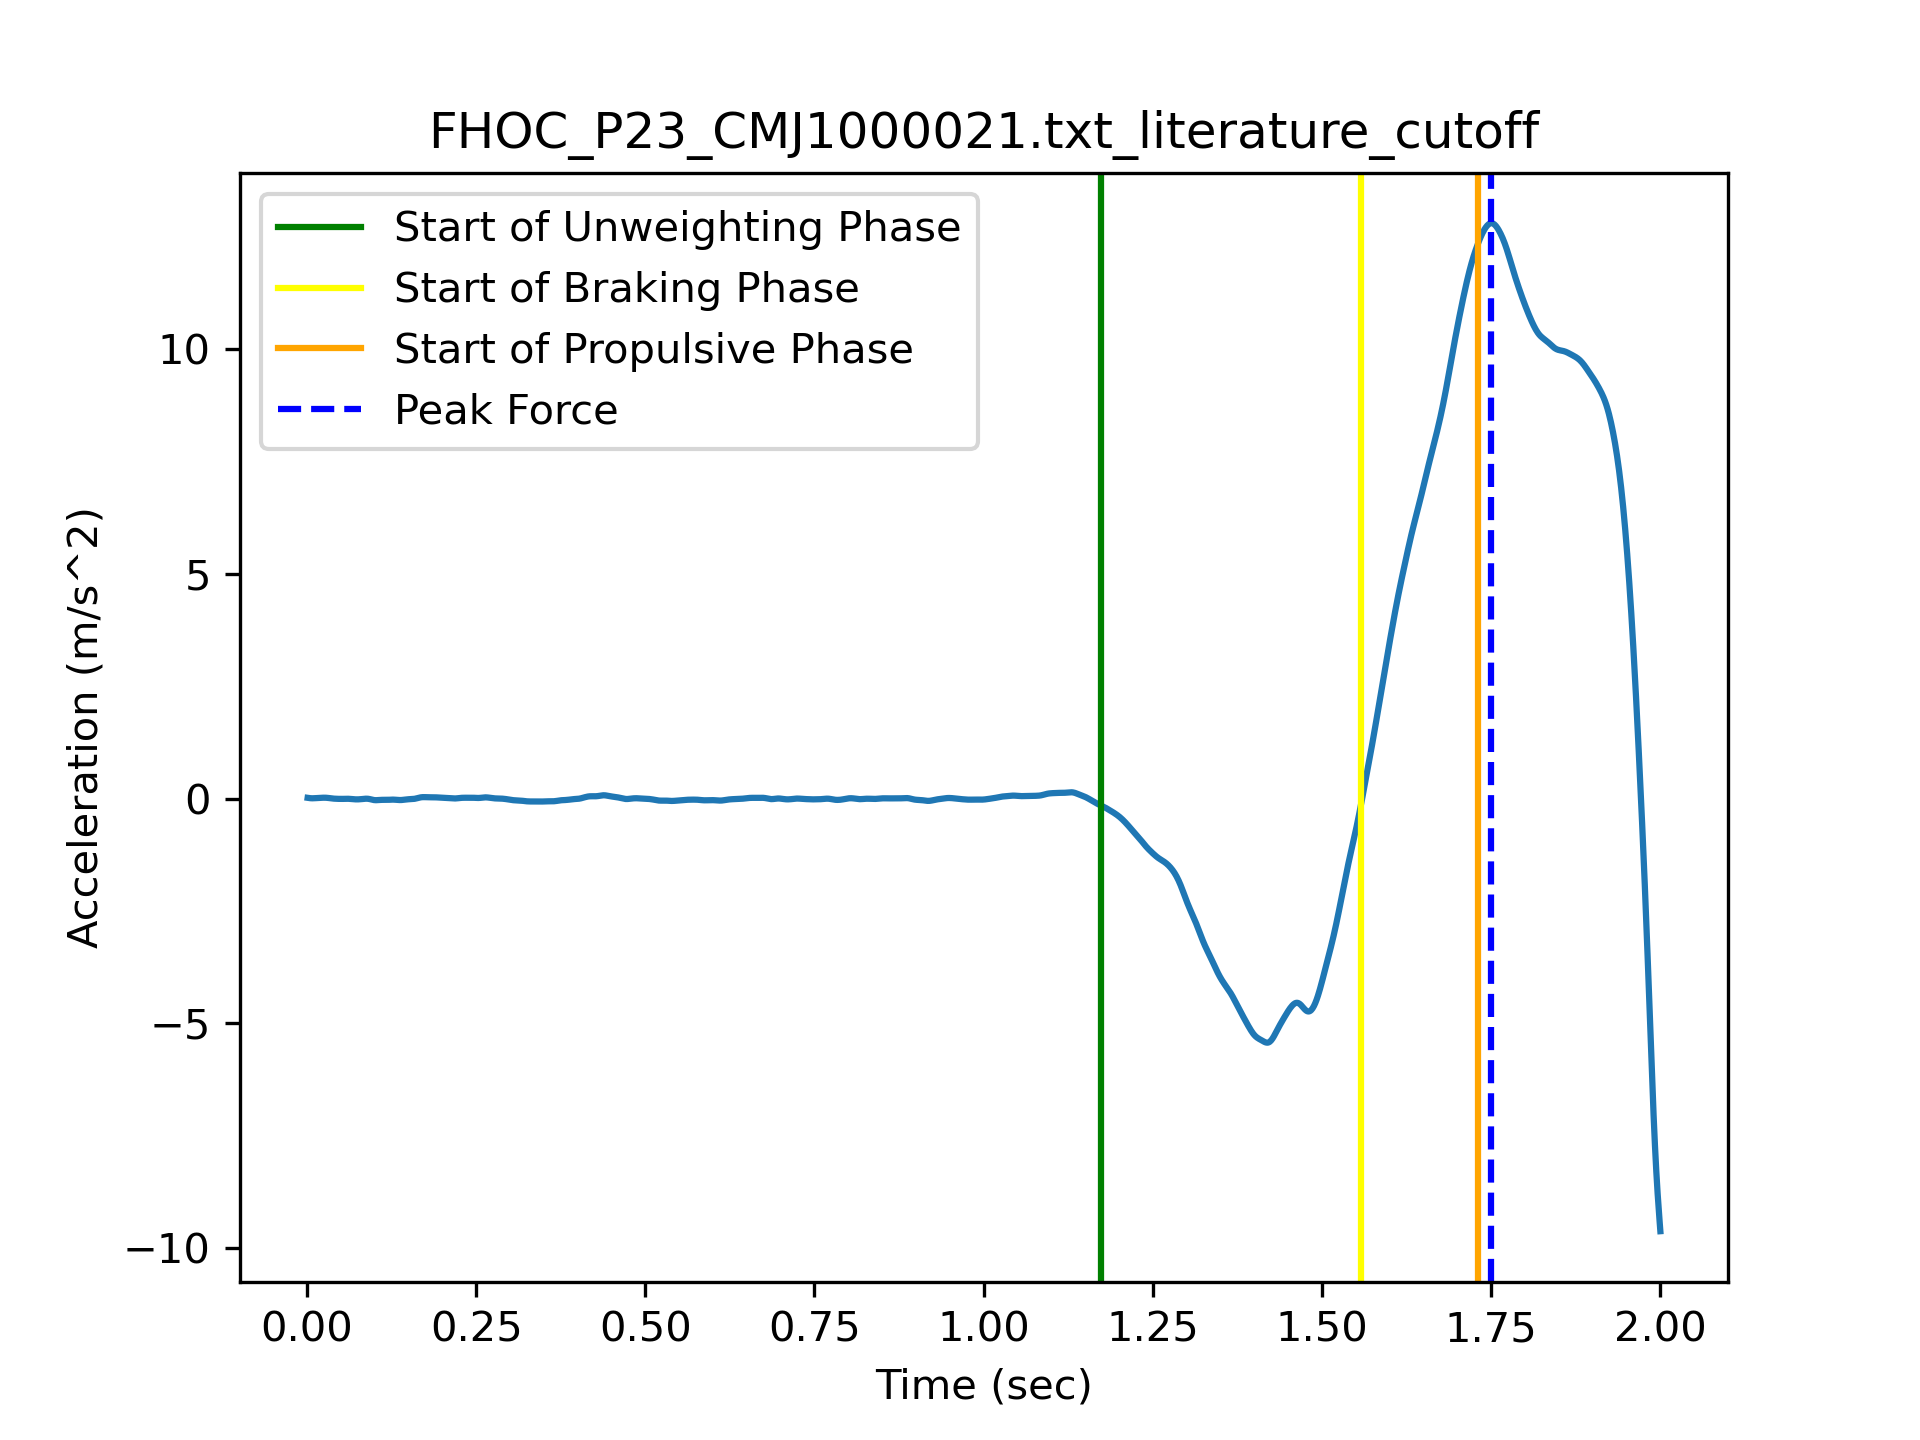 FHOC_P23_CMJ1000021.txt_literature_cutoff
Start of Unweighting Phase
Start of Braking Phase
Start of Propulsive Phase
Peak Force
Acceleration (m/s^2)
10
5
0
−5
−10
0.00 0.25 0.50 0.75 1.00 1.25 1.50 1.75 2.00
Time (sec)